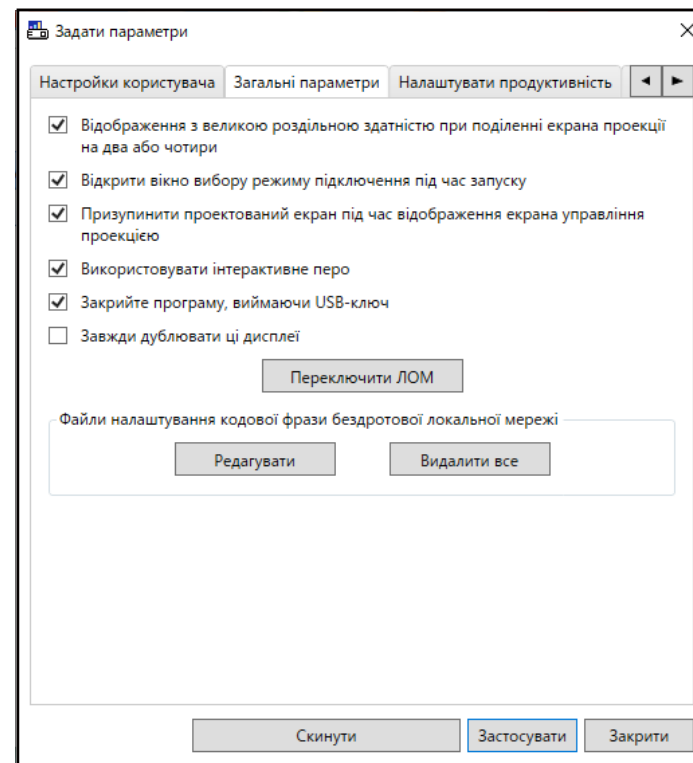 Задати параметри
Настройки користувача Загальні параметри Налаштувати продуктивність
Відображення з великою роздільною здатністю при поділенні екрана проекції
на два або чотири
Відкрити вікно вибору режиму підключення під час запуску
Призупинити проектований екран під час відображення екрана управління
проекцією
Використовувати інтерактивне перо
Закрийте програму, виймаючи USB-ключ
Завжди дублювати ці дисплеї
Переключити ЛОМ
Файли налаштування кодової фрази бездротової локальної мережі
Редагувати Видалити все
Скинути Застосувати Закрити